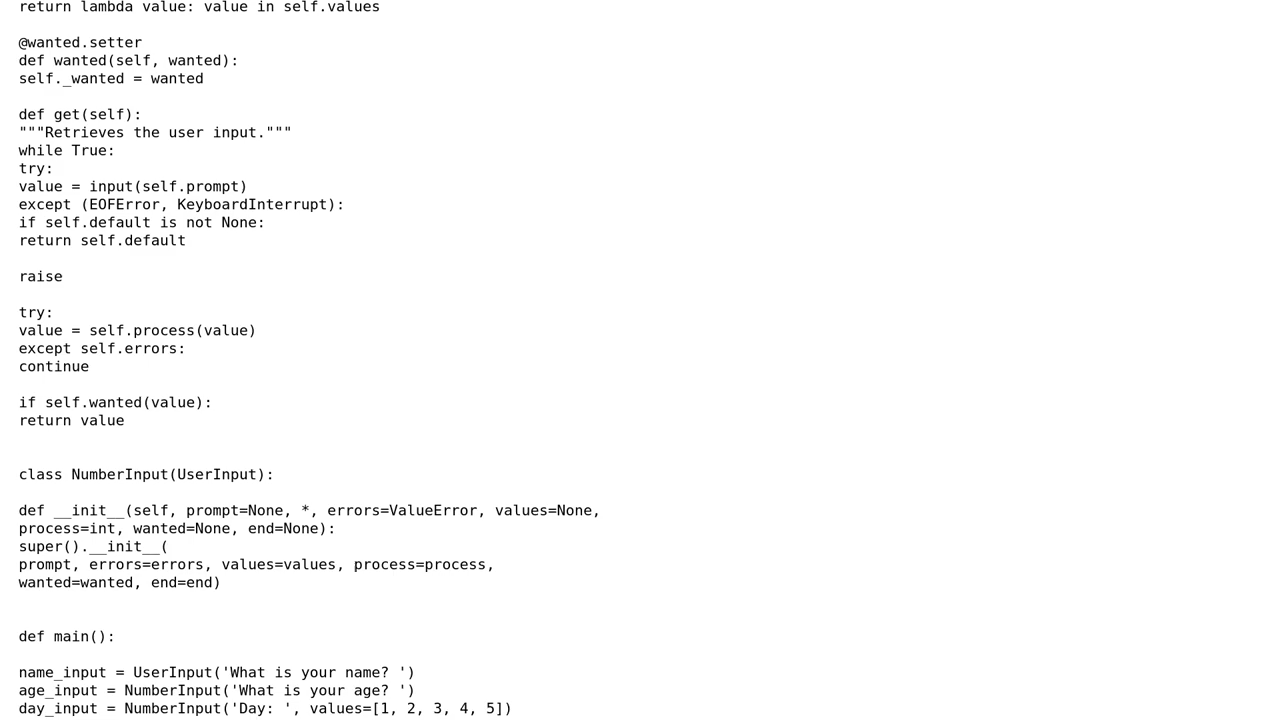 return lambda value: value in self.values

@wanted.setter
def wanted(self, wanted):
self._wanted = wanted

def get(self):
"""Retrieves the user input."""
while True:
try:
value = input(self.prompt)
except (EOFError, KeyboardInterrupt):
if self.default is not None:
return self.default

raise

try:
value = self.process(value)
except self.errors:
continue

if self.wanted(value):
return value


class NumberInput(UserInput):

def __init__(self, prompt=None, *, errors=ValueError, values=None,
process=int, wanted=None, end=None):
super().__init__(
prompt, errors=errors, values=values, process=process,
wanted=wanted, end=end)


def main():

name_input = UserInput('What is your name? ')
age_input = NumberInput('What is your age? ')
day_input = NumberInput('Day: ', values=[1, 2, 3, 4, 5])